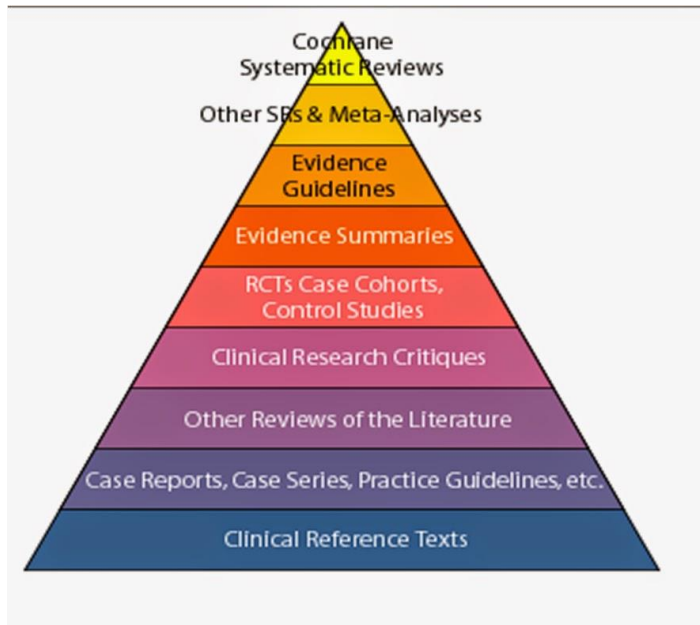 Cochrane
Systematic Reviews
Other SRs & Meta-Analyses
Evidence
Guidelines
Evidence Summaries
RCTs Case Cohorts,
Control Studies
Clinical Research Critiques
Other Reviews of the Literature
Case Reports, Case Series, Practice Guidelines, etc.
Clinical Reference Texts